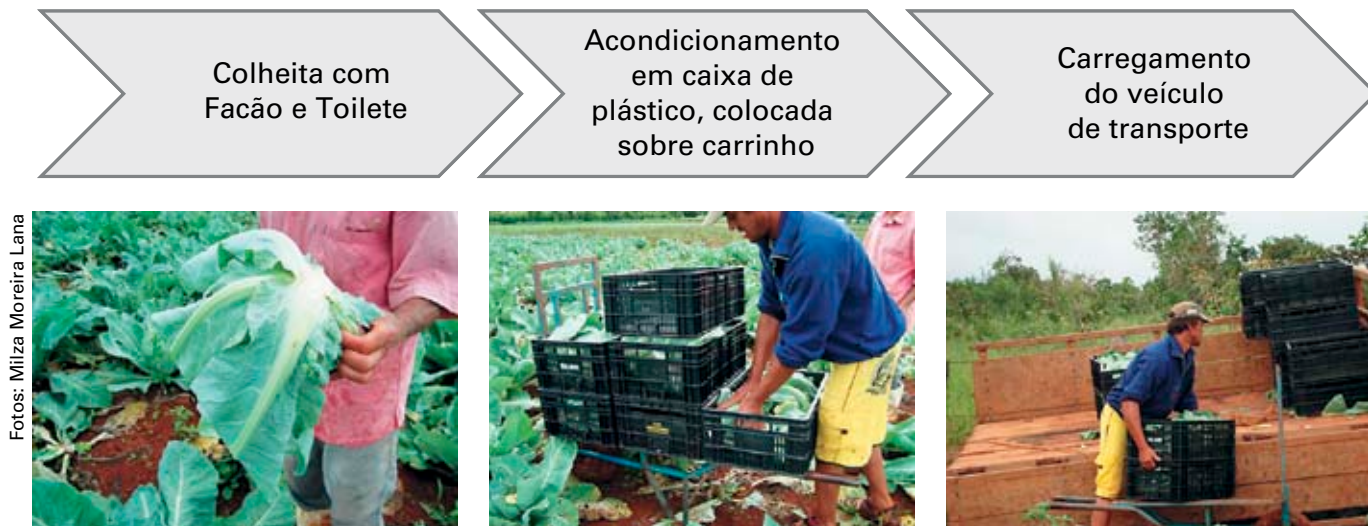 Colheita com
Facão e Toilete
Acondicionamento
em caixa de
plástico, colocada
sobre carrinho
Carregamento
do veículo
de transporte
Fotos: Milza Moreira Lana